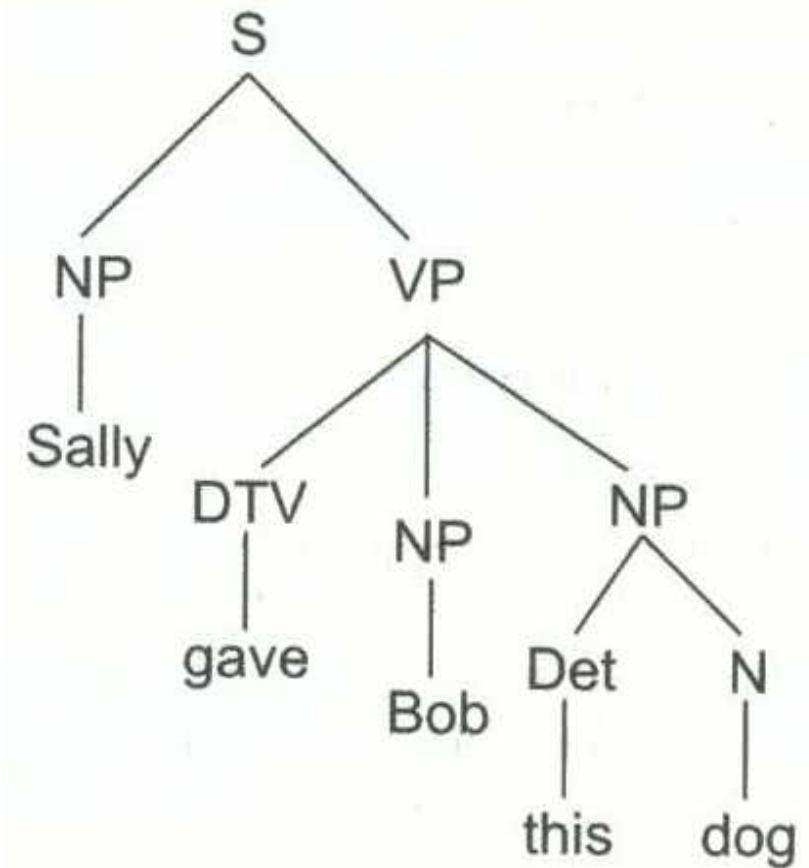 S
NP VP
Sally
DTV NP
NP
gave
Det N
Bob
this dog